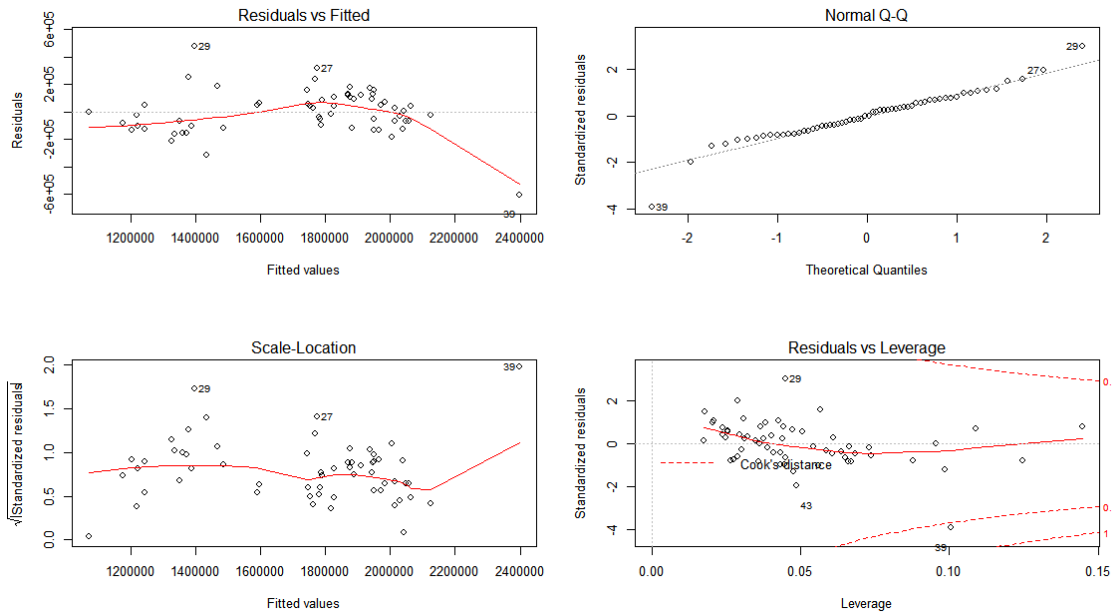 Residuals vs Fitted
Residuals
-6e+05 -2e+05 2e+05 6e+05
29
27
39
1200000 1400000 1600000 1800000 2000000 2200000 2400000
Fitted values
Normal Q-Q
Standardized residuals
-4 -2 0 2
29
27
39
-2 -1 0 1 2
Theoretical Quantiles
Scale-Location
√|Standardized residuals|
0.0 0.5 1.0 1.5 2.0
39
29
27
1200000 1400000 1600000 1800000 2000000 2200000 2400000
Fitted values
Residuals vs Leverage
Standardized residuals
-4 -2 0 2
29
0.
Cook's distance
43
0.
39
1
0.00 0.05 0.10 0.15
Leverage